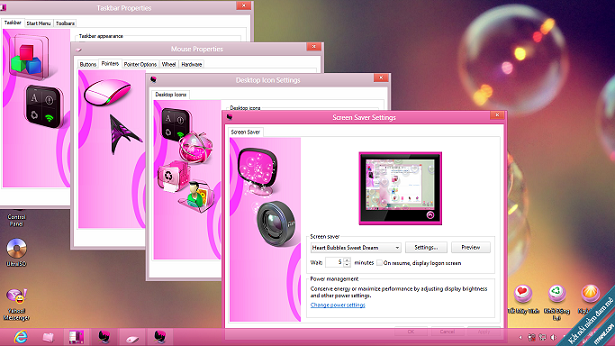 Taskbar Properties
Taskbar
Start Menu
Toolbars
Taskbar appearance
Mouse Properties
Buttons
Pointers
Pointer Options
Wheel
Hardware
Desktop Icon Settings
Desktop Icons
Desktop icons
Screen Saver Settings
Screen Saver
Screen saver
Heart Bubbles Sweet Dream
Settings...
Preview
Wait:
5
minutes
On resume, display logon screen
Power management
Conserve energy or maximize performance by adjusting display brightness
and other power settings.
Change power settings
OK
Cancel
Apply
Control
Panel
UltraISO
Yahoo!
Messenger
Kết nối niềm đam mê